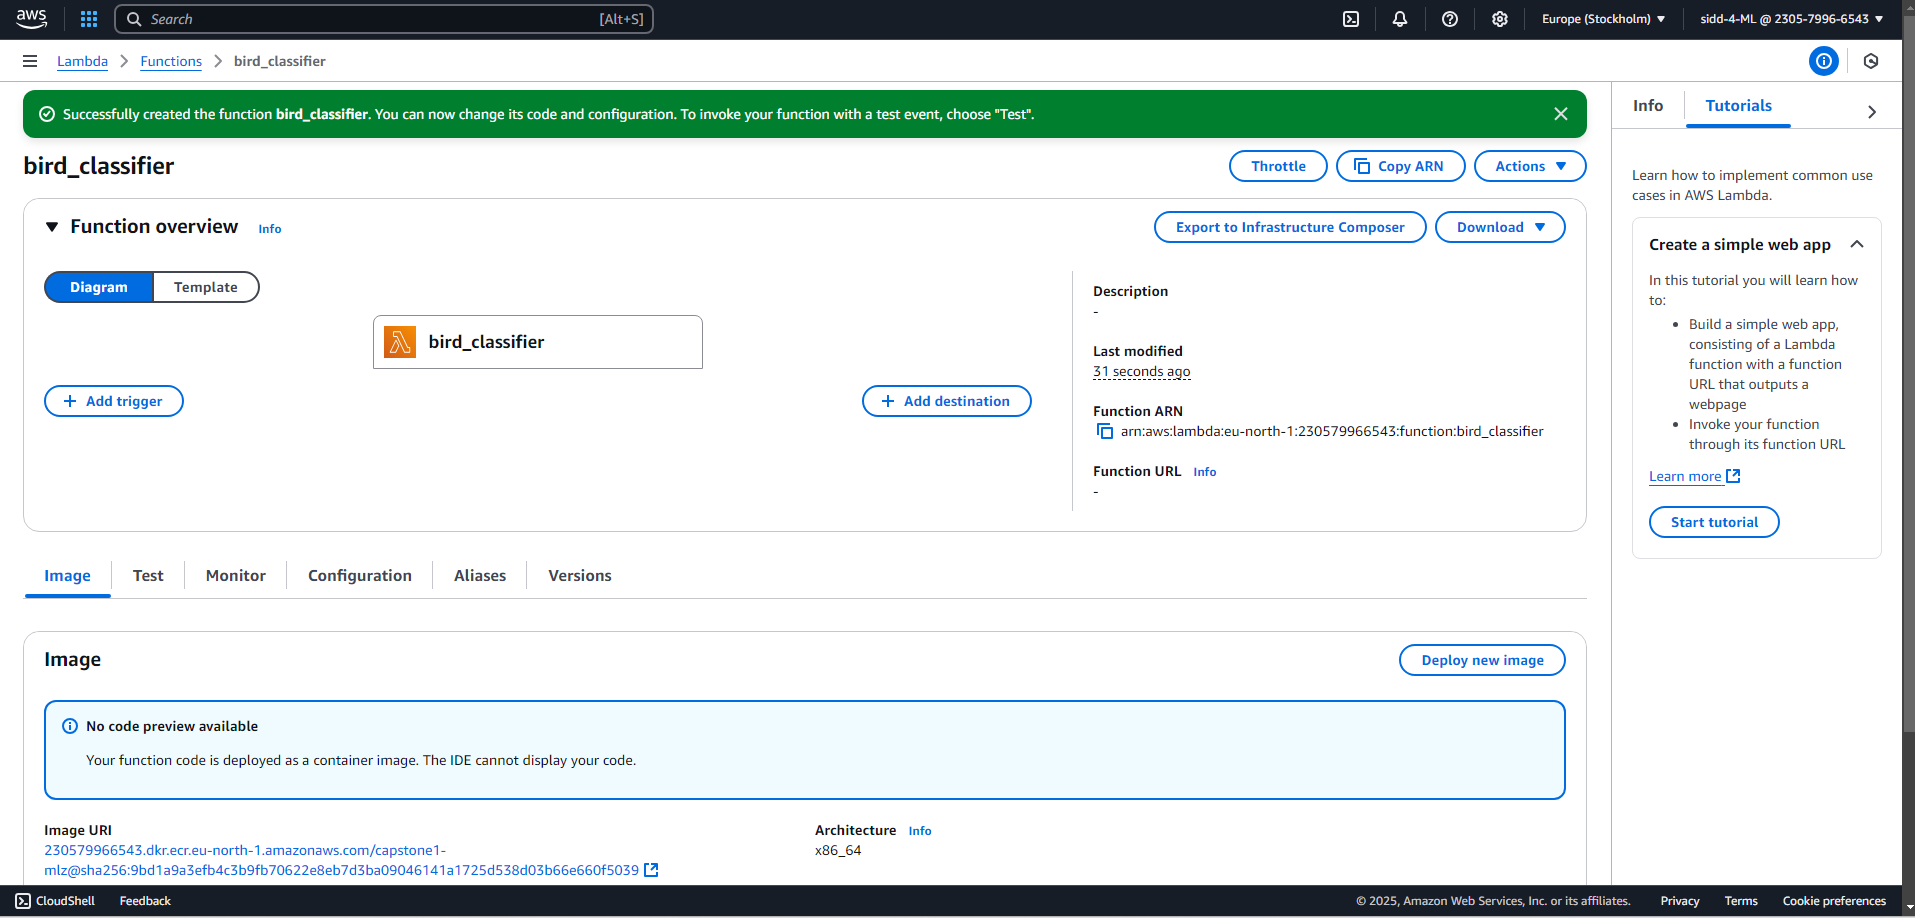 aws
Search [Alt+S]
Europe (Stockholm)
sidd-4-ML @ 2305-7996-6543
Lambda
Functions
bird_classifier
Successfully created the function bird_classifier. You can now change its code and configuration. To invoke your function with a test event, choose "Test".
bird_classifier
Throttle
Copy ARN
Actions
Function overview Info
Export to Infrastructure Composer
Download
Diagram
Template
bird_classifier
Add trigger
Add destination
Description
-
Last modified
31 seconds ago
Function ARN
arn:aws:lambda:eu-north-1:230579966543:function:bird_classifier
Function URL Info
-
Image
Test
Monitor
Configuration
Aliases
Versions
Image
Deploy new image
No code preview available
Your function code is deployed as a container image. The IDE cannot display your code.
Image URI
230579966543.dkr.ecr.eu-north-1.amazonaws.com/capstone1-
mlz@sha256:9bd1a9a3efb4c3b9fb70622e8eb7d3ba09046141a1725d538d03b66e660f5039
Architecture Info
x86_64
Info
Tutorials
Learn how to implement common use
cases in AWS Lambda.
Create a simple web app
In this tutorial you will learn how
to:
• Build a simple web app,
consisting of a Lambda
function with a function
URL that outputs a
webpage
• Invoke your function
through its function URL
Learn more
Start tutorial
CloudShell
Feedback
© 2025, Amazon Web Services, Inc. or its affiliates.
Privacy
Terms
Cookie preferences